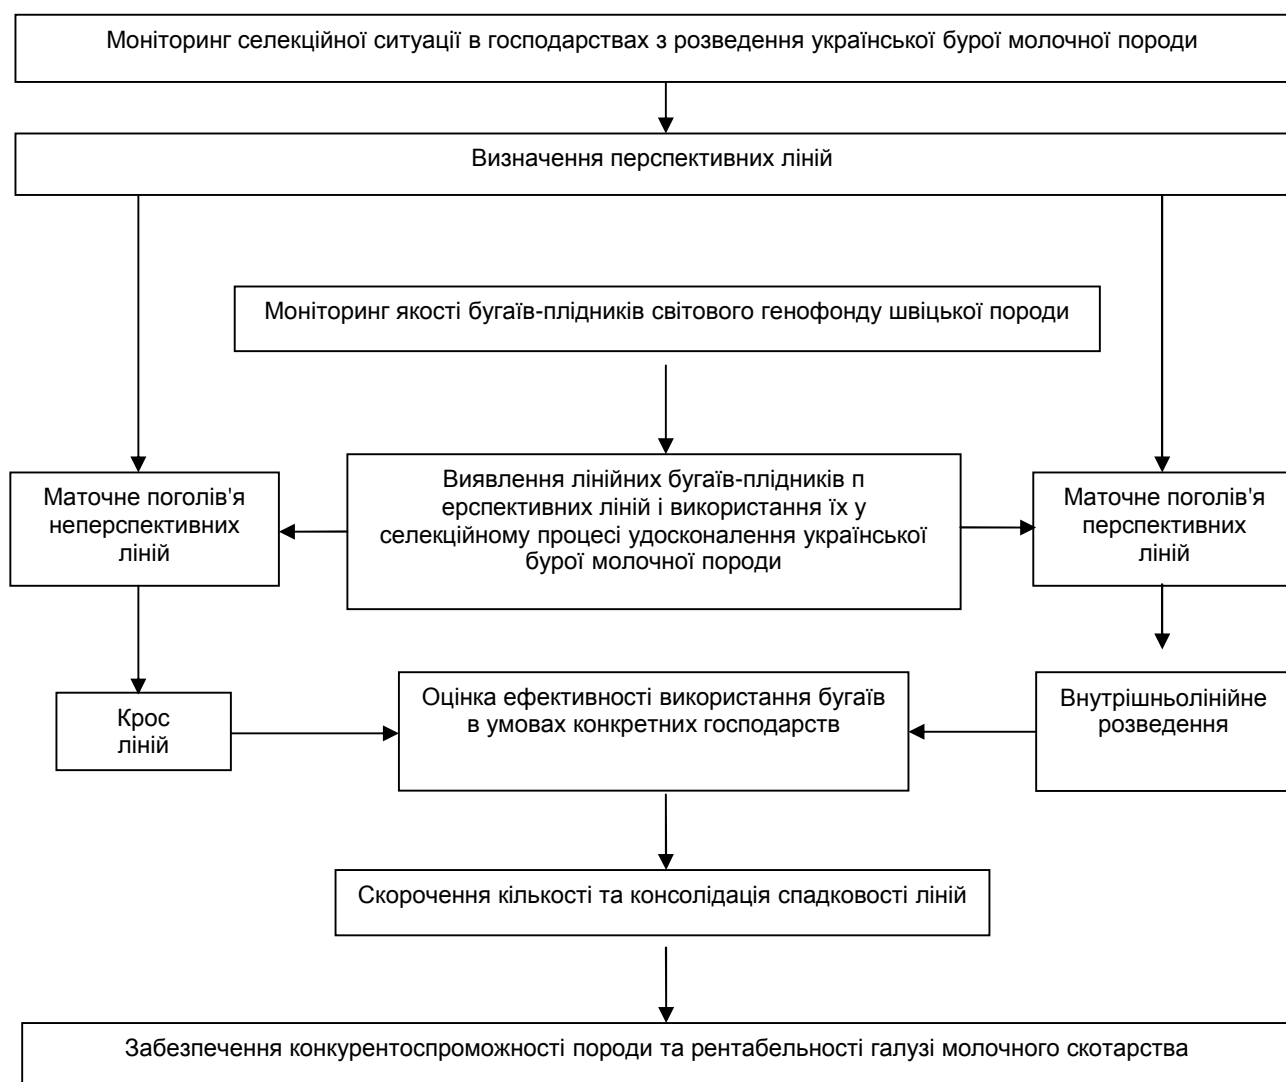 Моніторинг селекційної ситуації в господарствах з розведення української бурої молочної породи
Визначення перспективних ліній
Моніторинг якості бугаїв-плідників світового генофонду швіцької породи
Маточне поголів'я
неперспективних
ліній
Виявлення лінійних бугаїв-плідників п
ерспективних ліній і використання їх у
селекційному процесі удосконалення української
бурої молочної породи
Маточне поголів'я
перспективних
ліній
Крос
ліній
Оцінка ефективності використання бугаїв
в умовах конкретних господарств
Внутрішньолінійне
розведення
Скорочення кількості та консолідація спадковості ліній
Забезпечення конкурентоспроможності породи та рентабельності галузі молочного скотарства